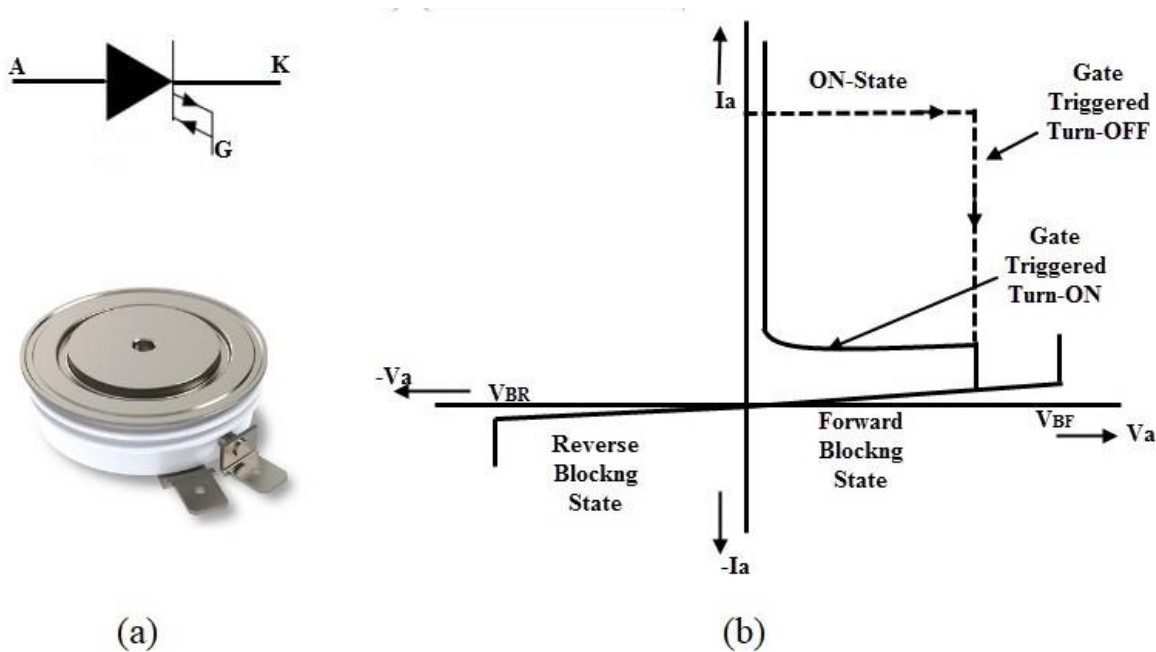 A
K
G
(a)
Ia
ON-State
Gate
Triggered
Turn-OFF
Gate
Triggered
Turn-ON
-Va
VBR
VBF
Va
Reverse
Blockng
State
Forward
Blockng
State
-Ia
(b)